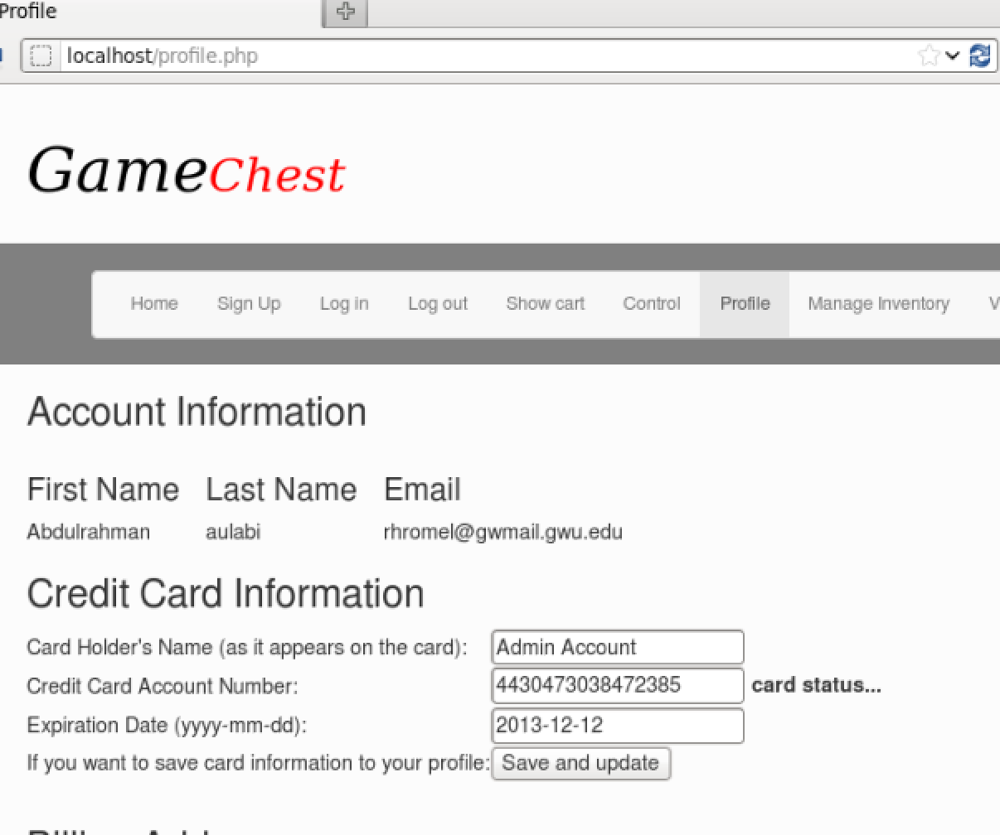 Profile
localhost/profile.php
GameChest
Home Sign Up Log in Log out Show cart Control Profile Manage Inventory
Account Information
First Name Last Name Email
Abdulrahman aulabi rhromel@gwmail.gwu.edu
Credit Card Information
Card Holder's Name (as it appears on the card): Admin Account
Credit Card Account Number: 4430473038472385 card status...
Expiration Date (yyyy-mm-dd): 2013-12-12
If you want to save card information to your profile: Save and update